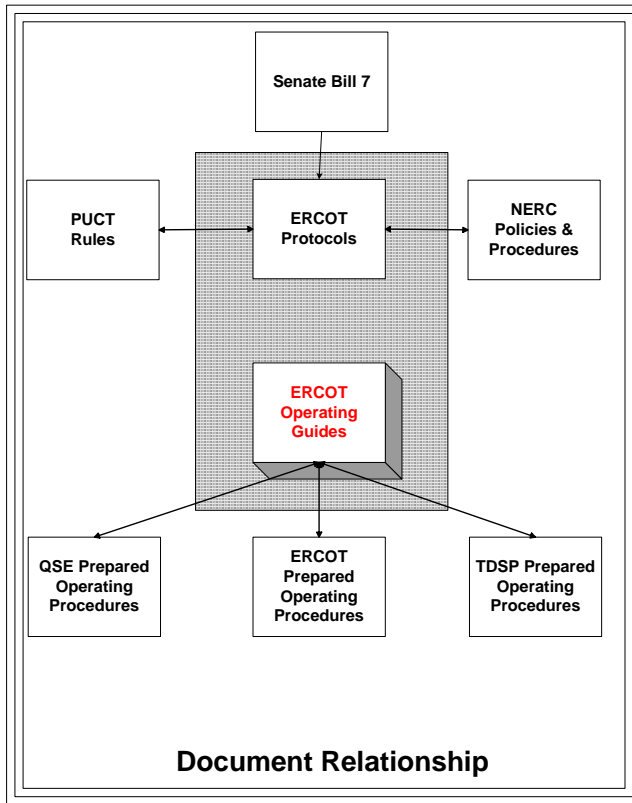 Senate Bill 7
PUCT
Rules
ERCOT
Protocols
NERC
Policies &
Procedures
ERCOT
Operating
Guides
QSE Prepared
Operating
Procedures
ERCOT
Prepared
Operating
Procedures
TDSP Prepared
Operating
Procedures
Document Relationship